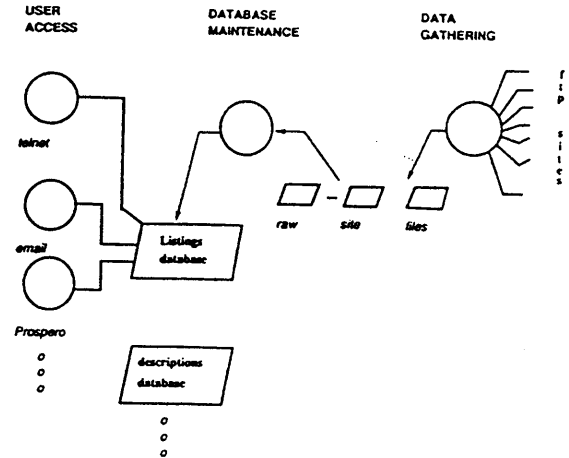 USER
ACCESS
DATABASE
MAINTENANCE
DATA
GATHERING
ftp sites
telnet
raw – site files
email
Listings
database
Prospero
descriptions
database